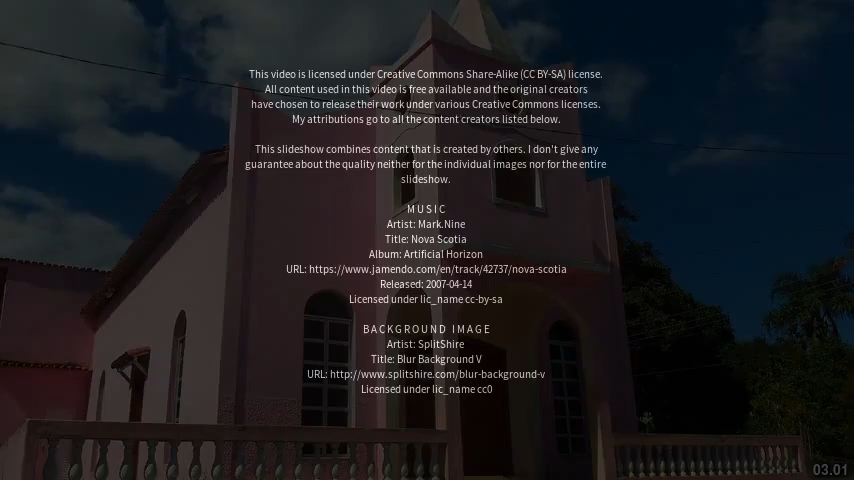 This video is licensed under Creative Commons Share-Alike (CC BY-SA) license.
All content used in this video is free available and the original creators
have chosen to release their work under various Creative Commons licenses.
My attributions go to all the content creators listed below.
This slideshow combines content that is created by others. I don't give any
guarantee about the quality neither for the individual images nor for the entire
slideshow.
MUSIC
Artist: Mark.Nine
Title: Nova Scotia
Album: Artificial Horizon
URL: https://www.jamendo.com/en/track/42737/nova-scotia
Released: 2007-04-14
Licensed under lic_name cc-by-sa
BACKGROUND IMAGE
Artist: SplitShire
Title: Blur Background V
URL: http://www.splitshire.com/blur-background-v
Licensed under lic_name cc0
03.01